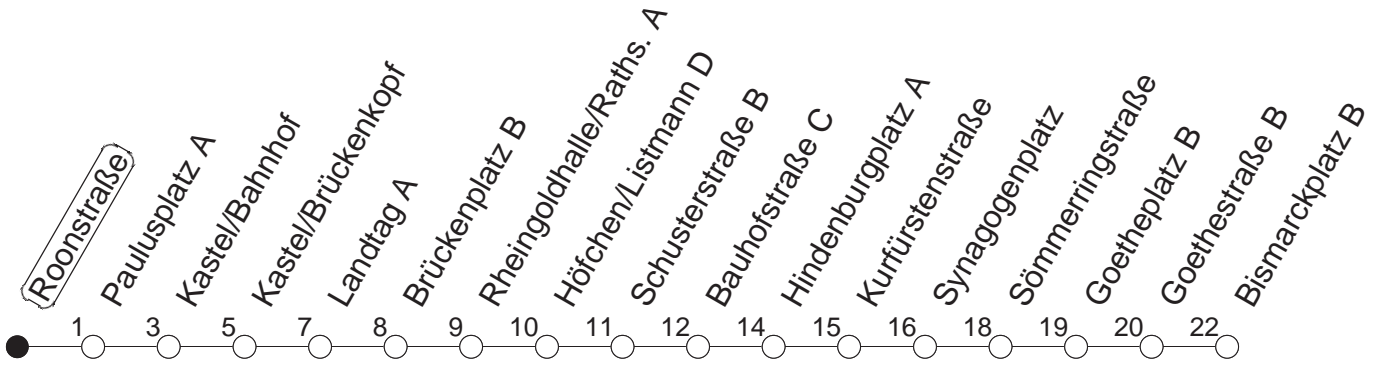 Roonstraße
Paulusplatz A
Kastel/Bahnhof
Kastel/Brückenkopf
Landtag A
Brückenplatz B
Rheingoldhalle/Raths. A
Höfchen/Listmann D
Schusterstraße B
Bauhofstraße C
Hindenburgplatz A
Kurfürstenstraße
Synagogenplatz
Sömmerringstraße
Goetheplatz B
Goethestraße B
Bismarckplatz B
1 3 5 7 8 9 10 11 12 14 15 16 18 19 20 22